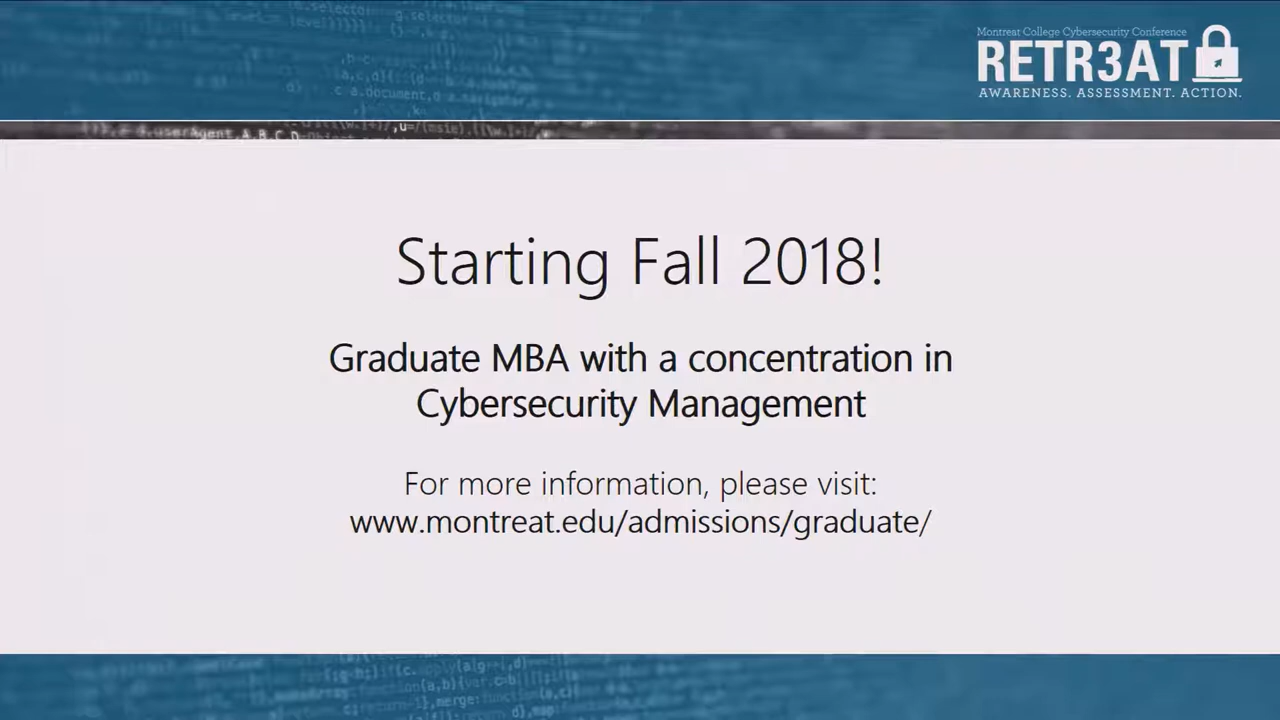 Montreat College Cybersecurity Conference
RETR3AT
AWARENESS. ASSESSMENT. ACTION.
Starting Fall 2018!
Graduate MBA with a concentration in
Cybersecurity Management
For more information, please visit:
www.montreat.edu/admissions/graduate/